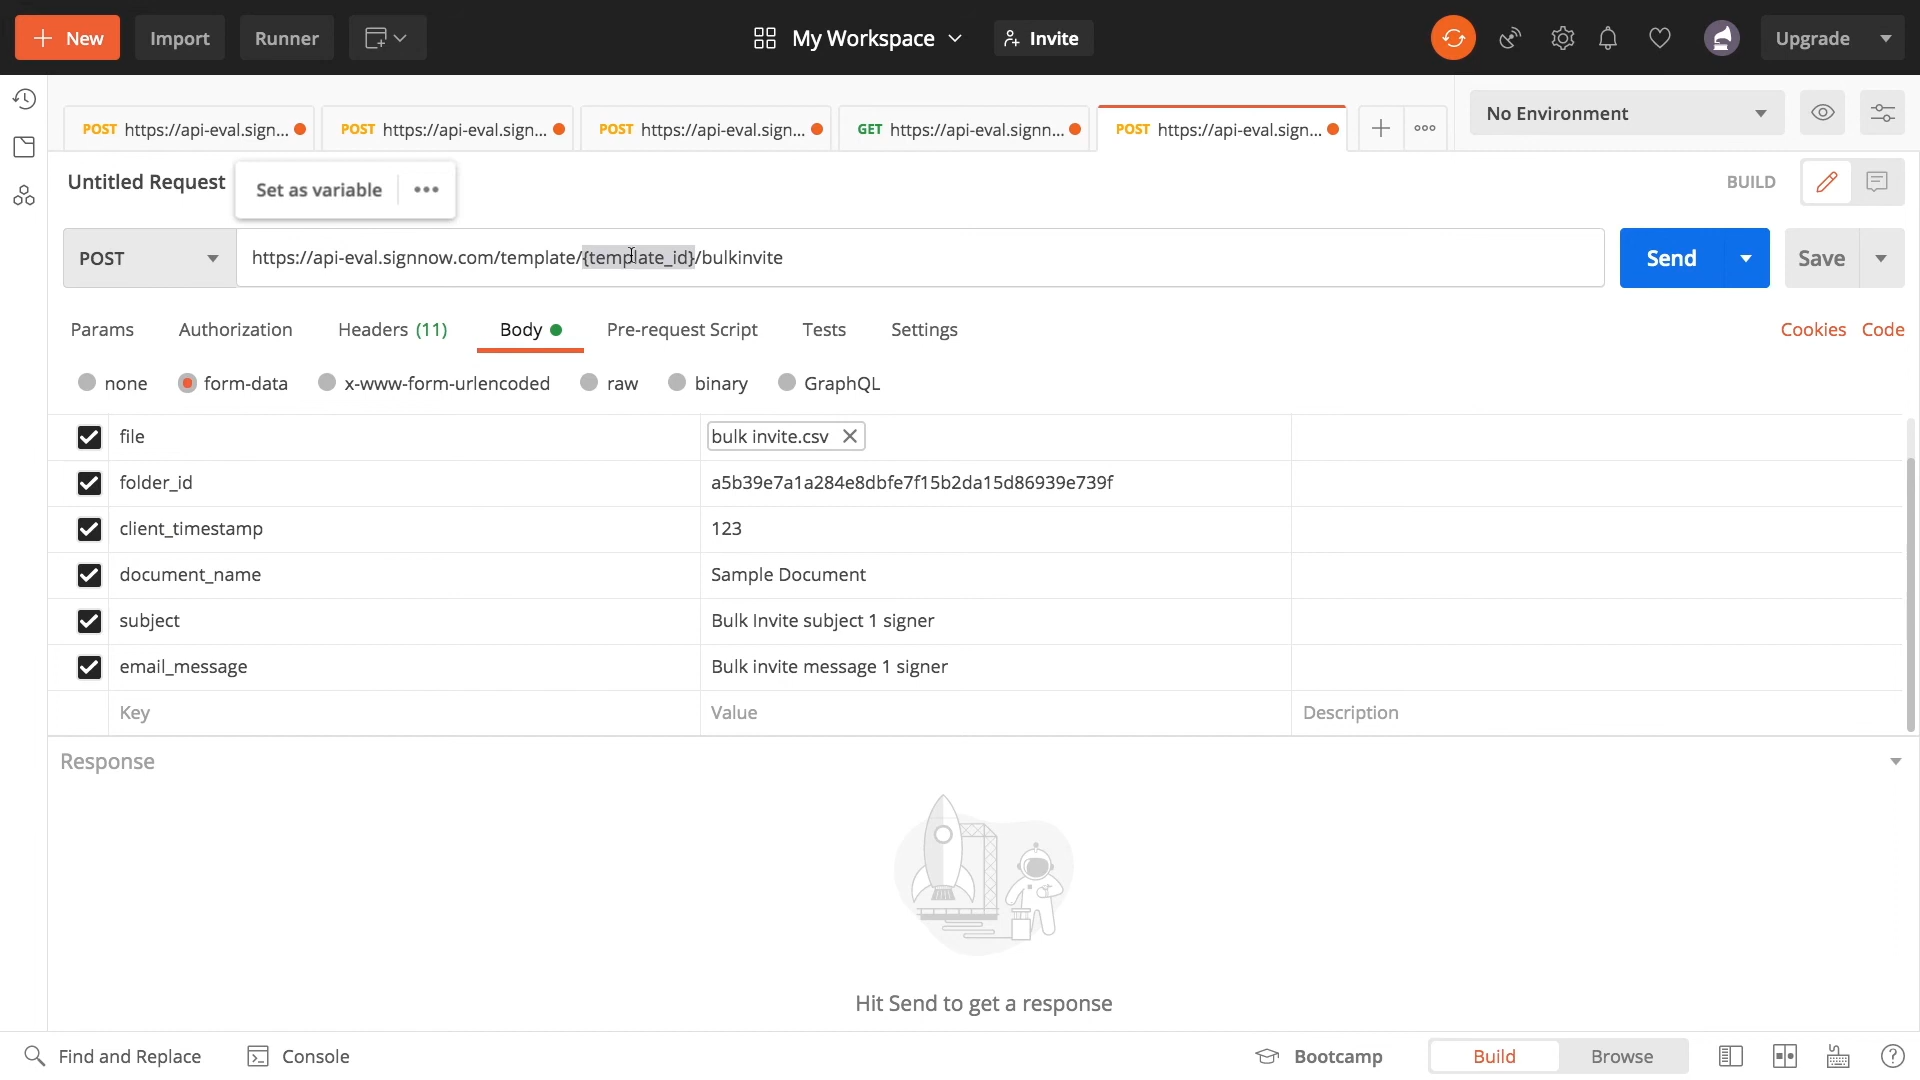 New Import Runner My Workspace Invite Upgrade
POST https://api-eval.sign... POST https://api-eval.sign... POST https://api-eval.sign... GET https://api-eval.signn... POST https://api-eval.sign... No Environment
Untitled Request Set as variable BUILD
POST https://api-eval.signnow.com/template/{template_id}/bulkinvite Send Save
Params Authorization Headers (11) Body Pre-request Script Tests Settings Cookies Code
none form-data x-www-form-urlencoded raw binary GraphQL
file bulk invite.csv
folder_id a5b39e7a1a284e8dbfe7f15b2da15d86939e739f
client_timestamp 123
document_name Sample Document
subject Bulk Invite subject 1 signer
email_message Bulk invite message 1 signer
Key Value Description
Response
Hit Send to get a response
Find and Replace Console Bootcamp Build Browse